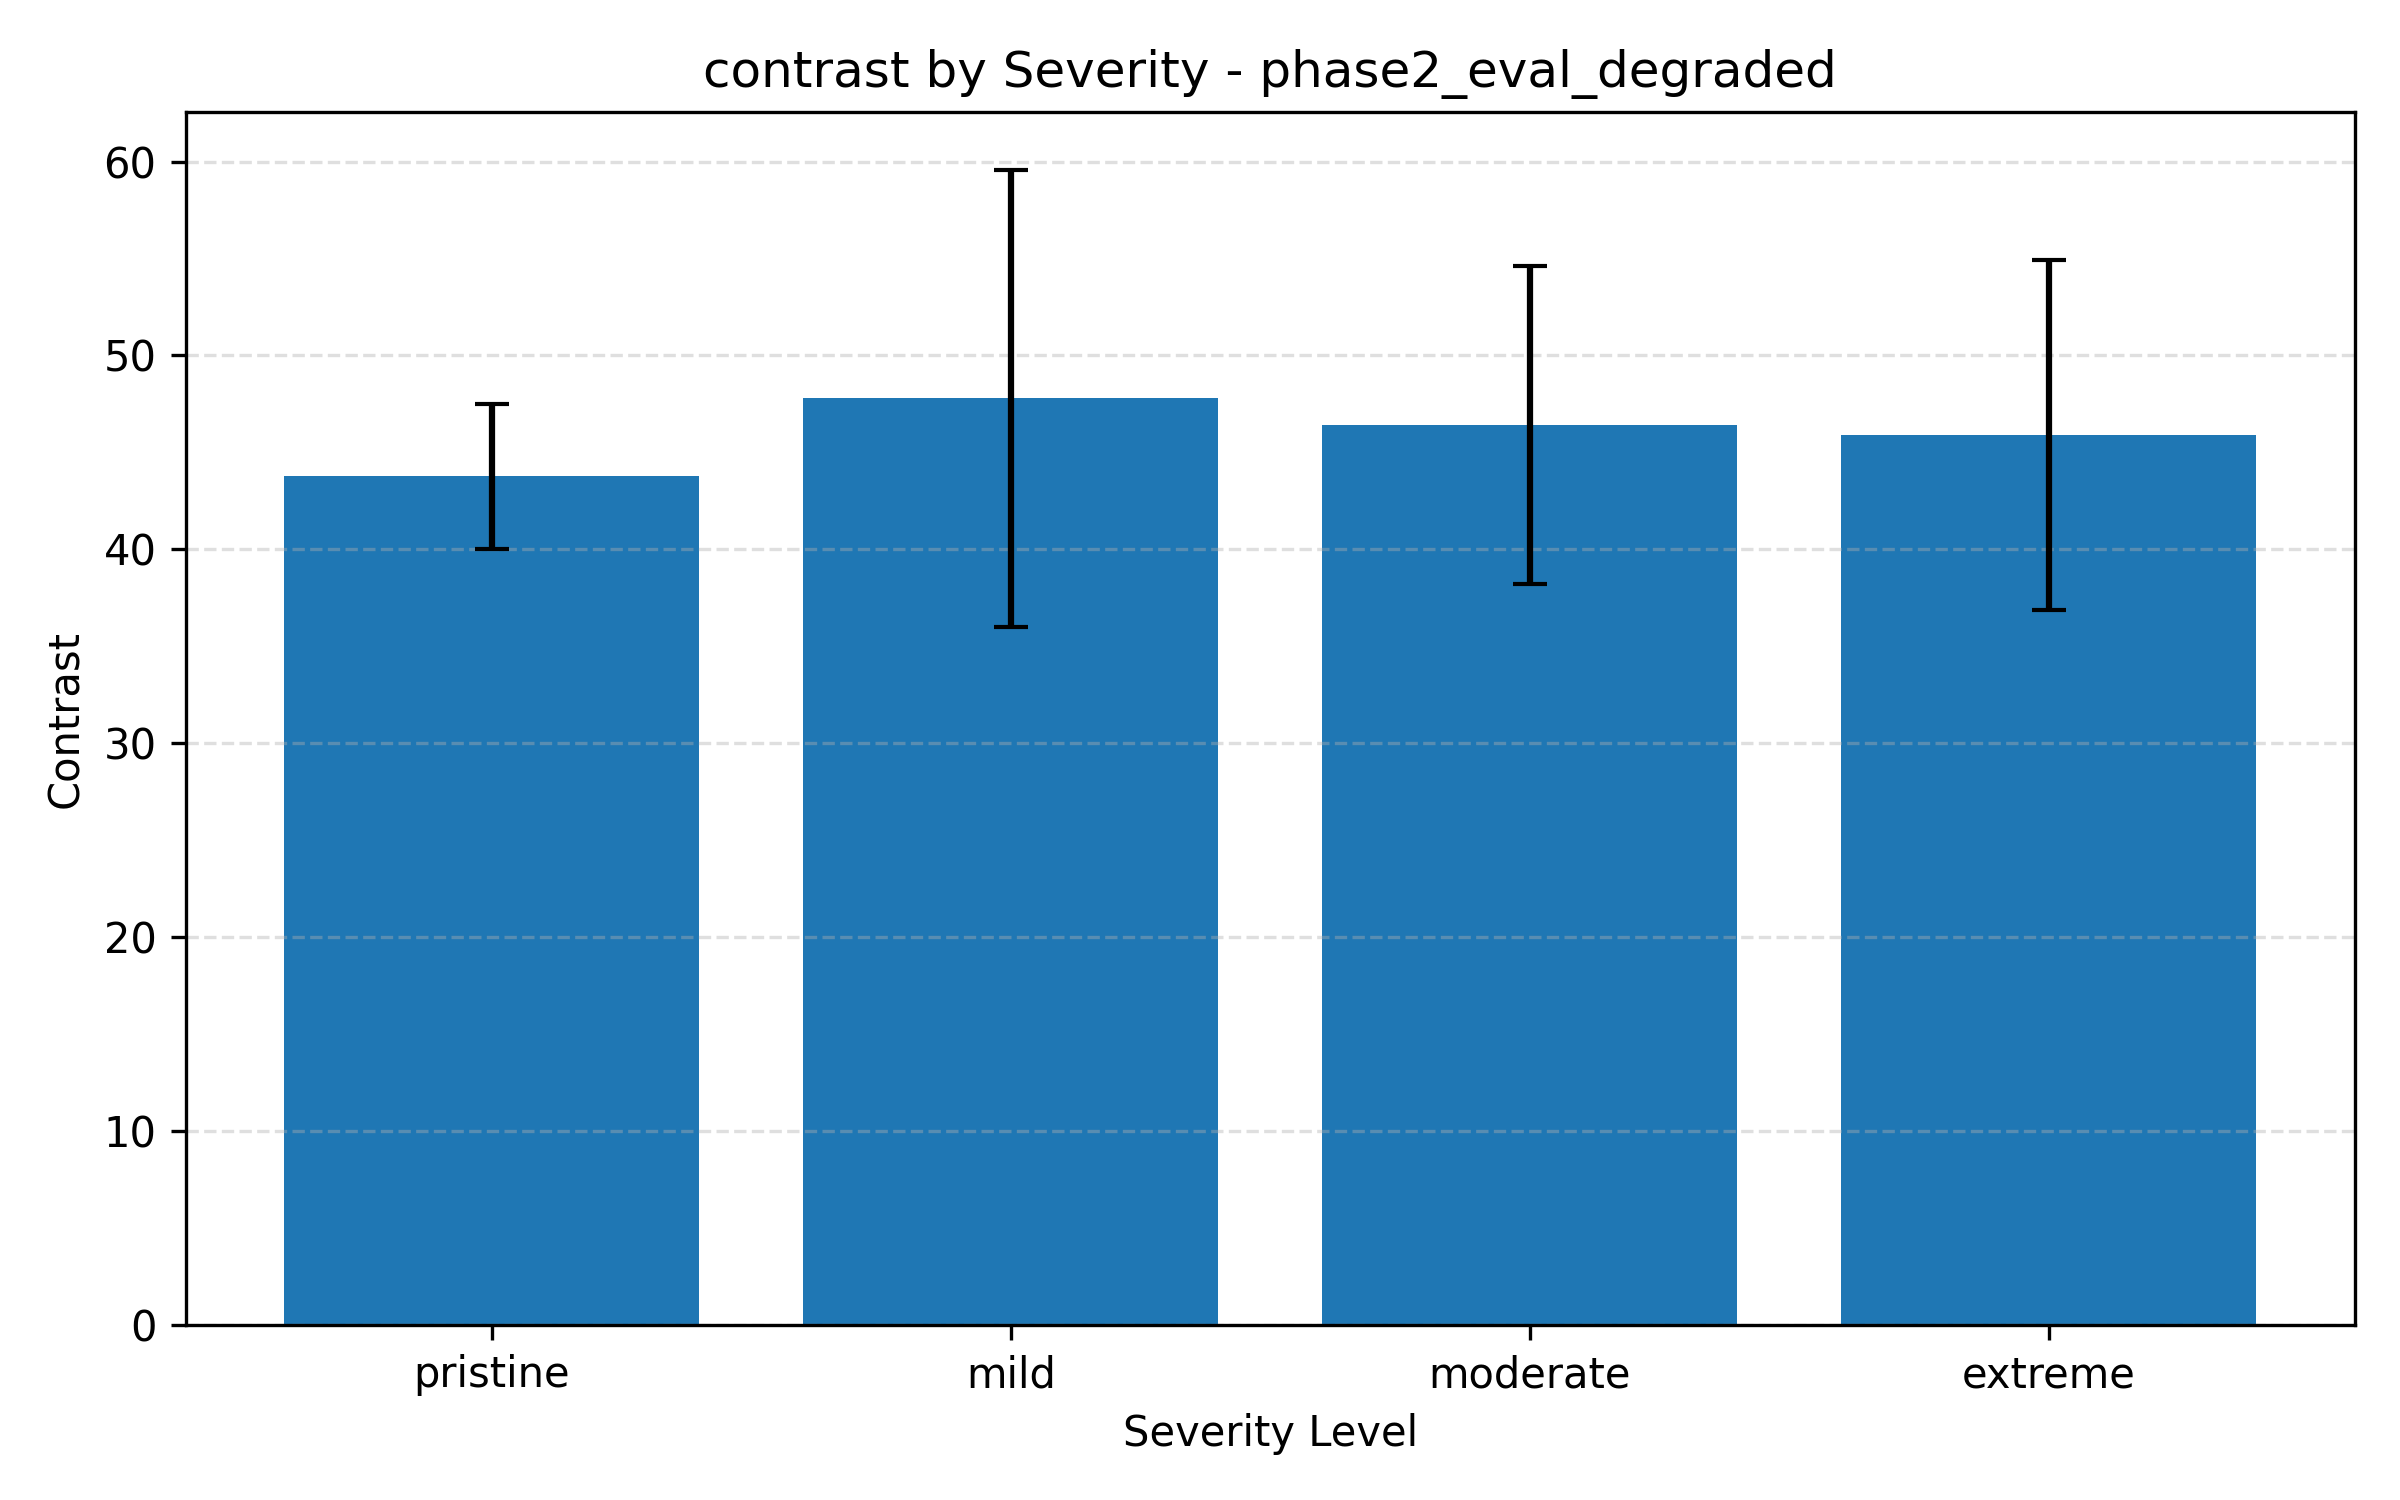 contrast by Severity - phase2_eval_degraded
60
50
40
30
20
10
0
Contrast
pristine
mild
moderate
extreme
Severity Level